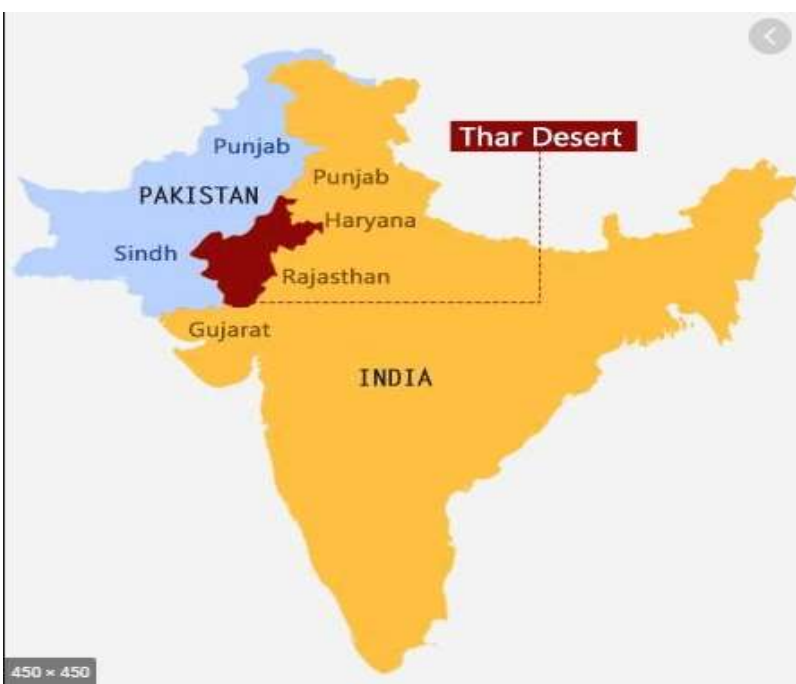 Thar Desert
Punjab
Punjab
PAKISTAN
Haryana
Sindh
Rajasthan
Gujarat
INDIA
450 × 450